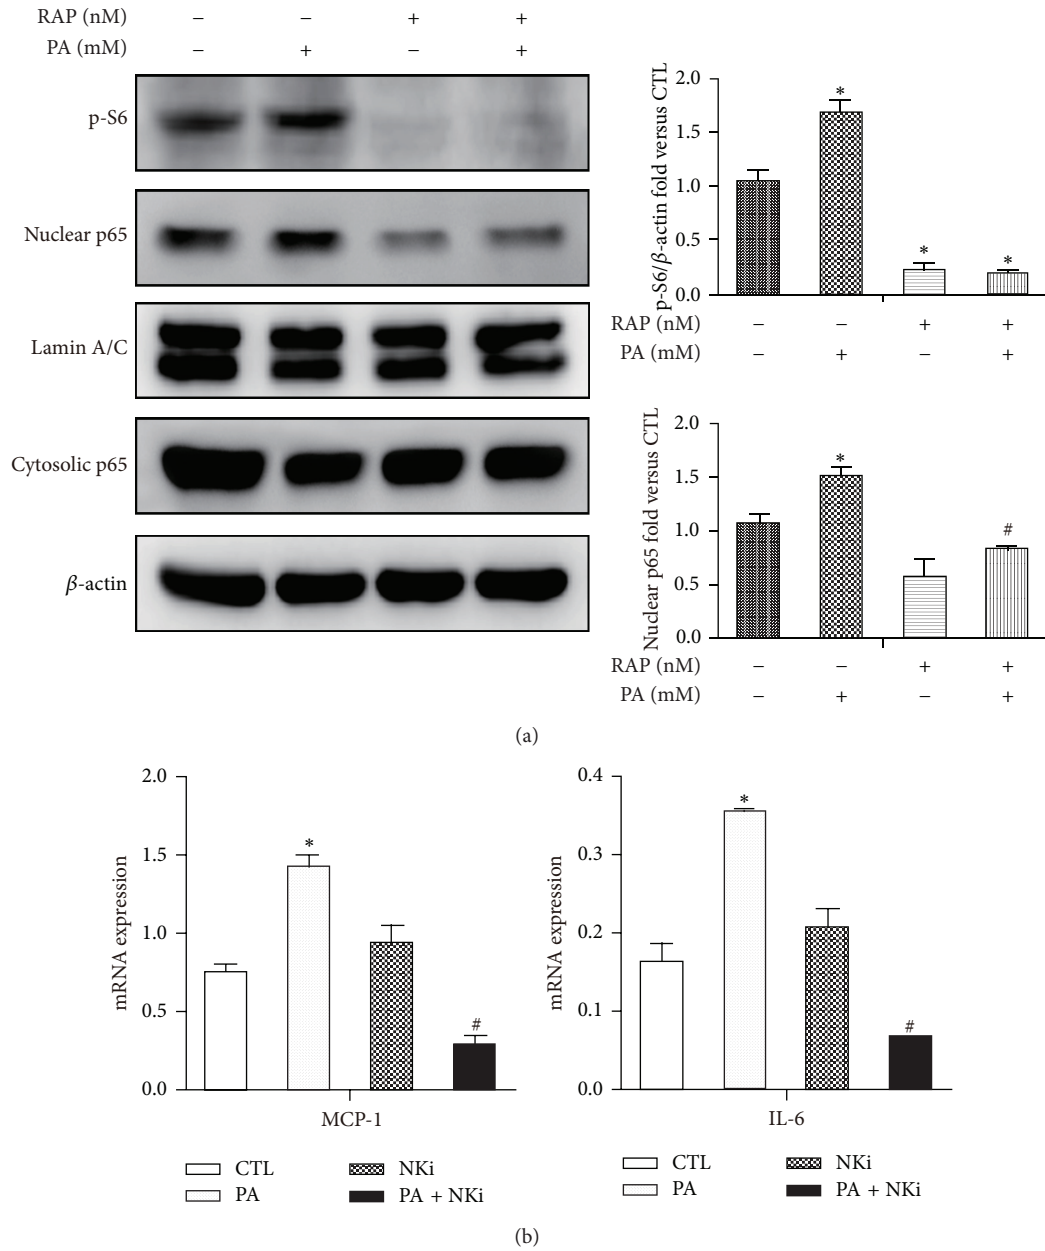 RAP (nM) − − + +
PA (mM) − + − +
p-S6
Nuclear p65
Lamin A/C
Cytosolic p65
β-actin
p-S6/β-actin fold versus CTL
2.0
1.5
1.0
0.5
0.0
*
*
*
RAP (nM) − − + +
PA (mM) − + − +
Nuclear p65 fold versus CTL
2.0
1.5
1.0
0.5
0.0
*
#
RAP (nM) − − + +
PA (mM) − + − +
(a)
mRNA expression
2.0
1.5
1.0
0.5
0.0
*
#
MCP-1
CTL NKi
PA PA + NKi
mRNA expression
0.4
0.3
0.2
0.1
0.0
*
#
IL-6
CTL NKi
PA PA + NKi
(b)